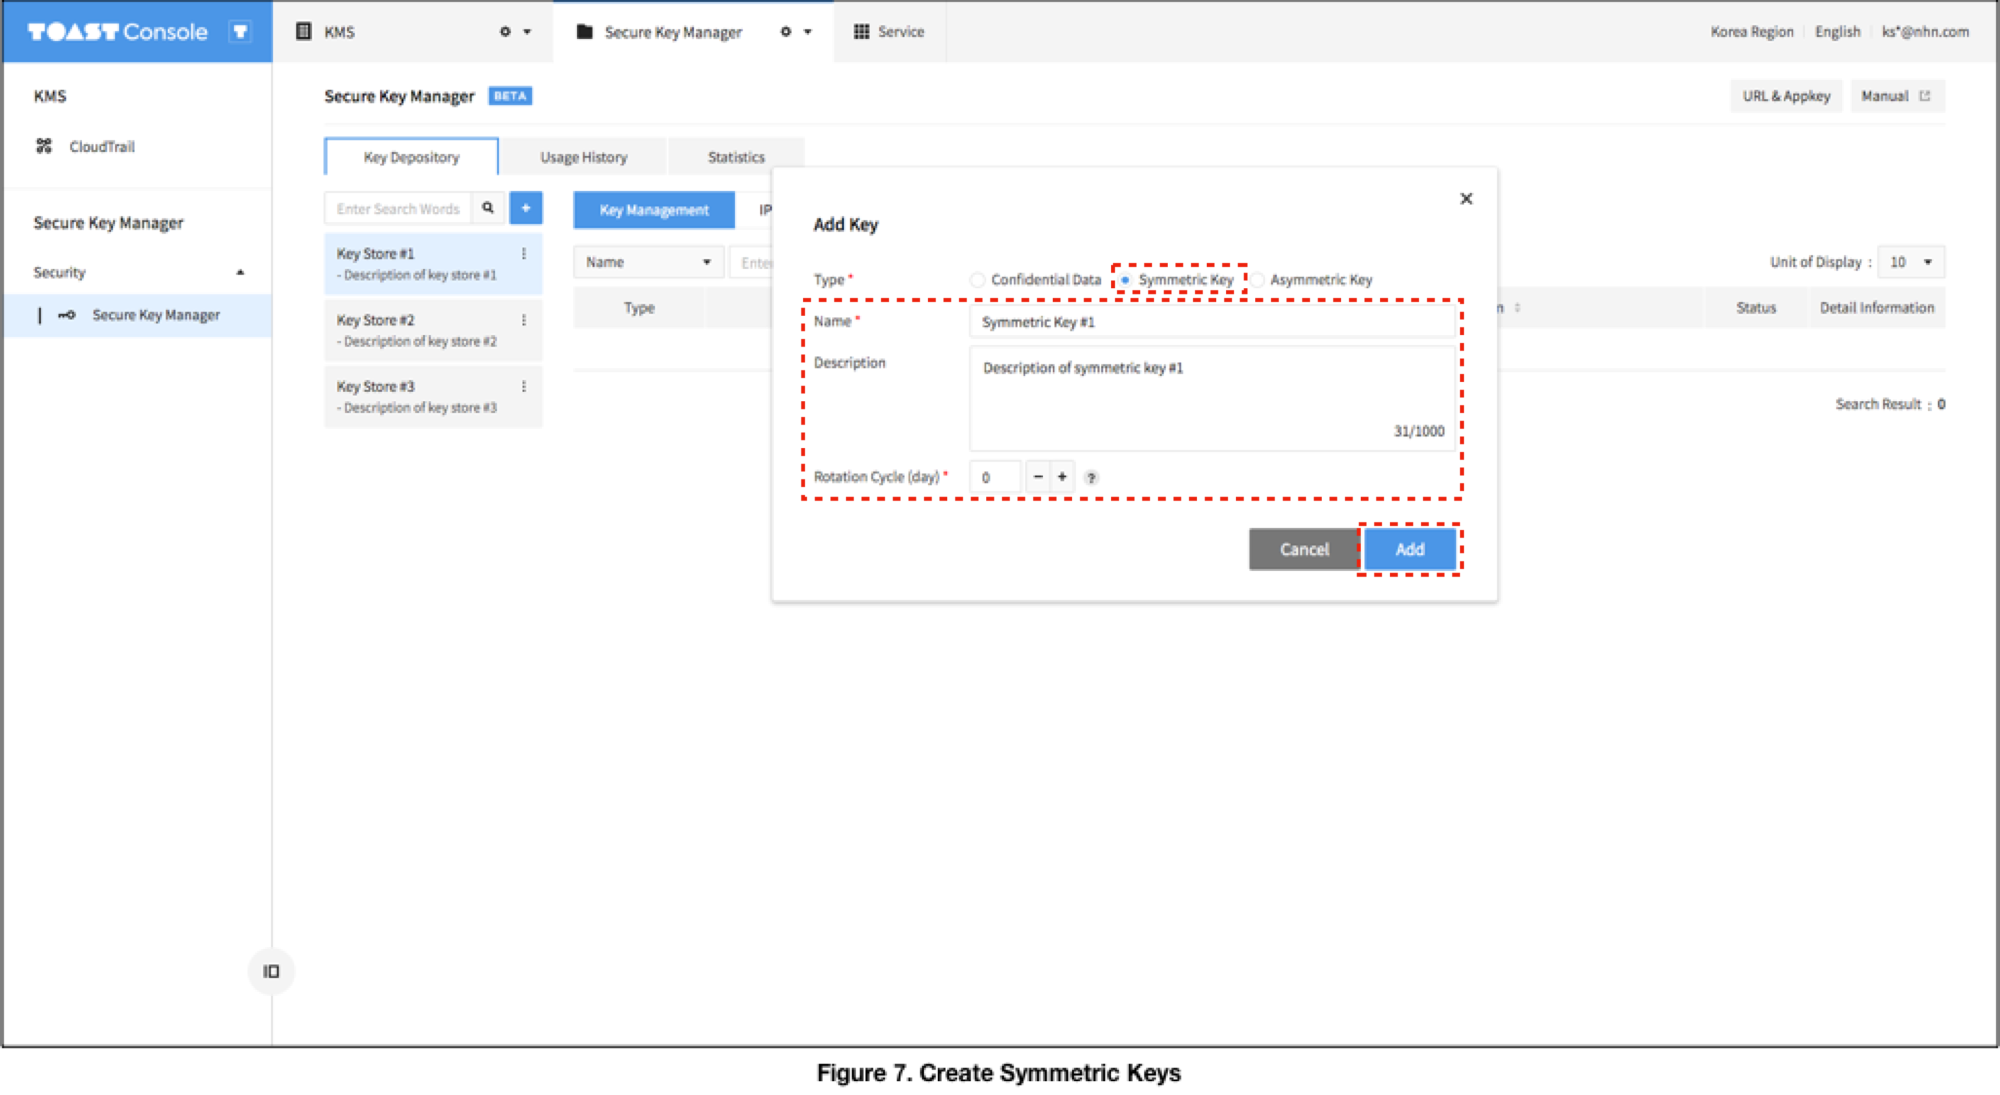 TOAST Console
KMS
Secure Key Manager
Service
Korea Region
English
ks*@nhn.com
KMS
CloudTrail
Secure Key Manager
Security
Secure Key Manager
Secure Key Manager BETA
URL & Appkey
Manual
Key Depository
Usage History
Statistics
Enter Search Words
+
Key Store #1
- Description of key store #1
Key Store #2
- Description of key store #2
Key Store #3
- Description of key store #3
Key Management
IP
Name
Type
Unit of Display : 10
Status
Detail Information
Search Result : 0
Add Key
Type *
Confidential Data
Symmetric Key
Asymmetric Key
Name *
Symmetric Key #1
Description
Description of symmetric key #1
31/1000
Rotation Cycle (day) *
0
- +
?
Cancel
Add
Figure 7. Create Symmetric Keys